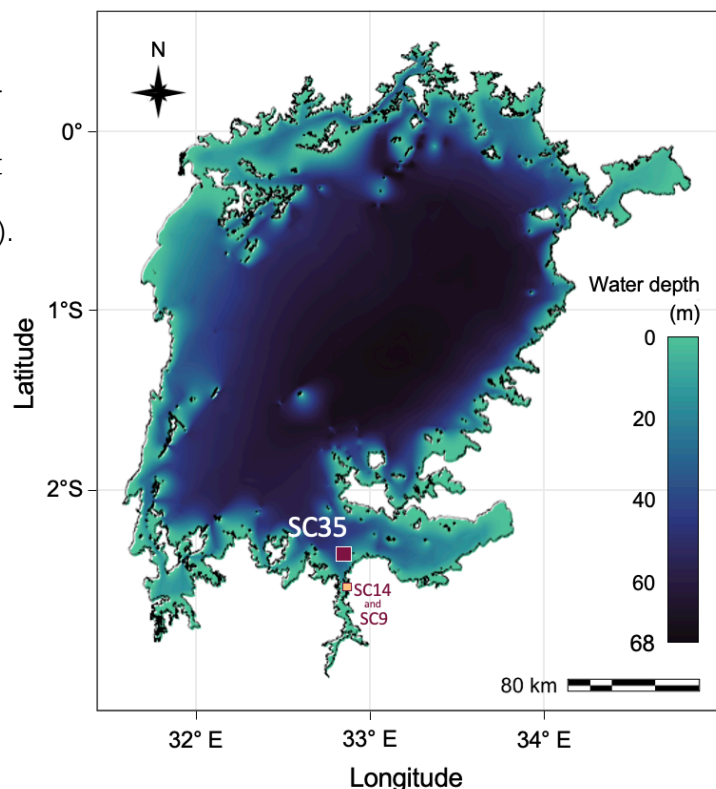 ).
N
0°
1°S
2°S
Latitude
Water depth
(m)
0
20
40
60
68
SC35
SC14
and
SC9
80 km
32° E
33° E
34° E
Longitude